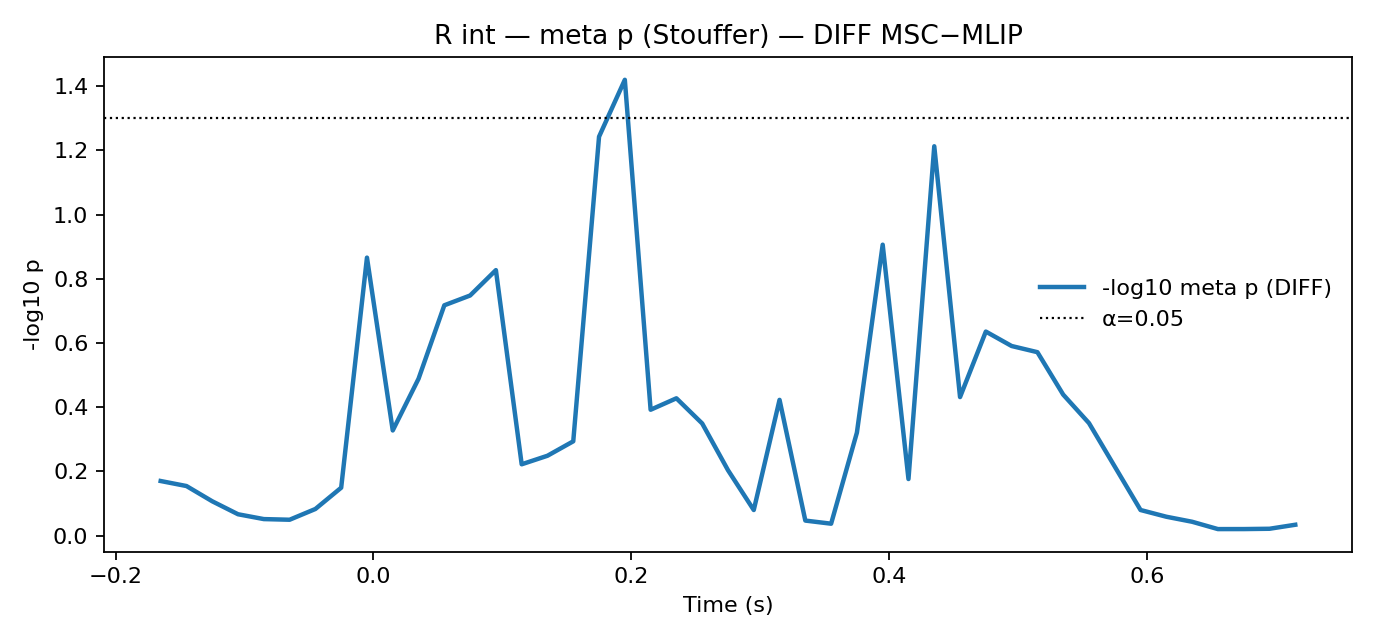 R int — meta p (Stouffer) — DIFF MSC−MLIP
-log10 p
1.4
1.2
1.0
0.8
0.6
0.4
0.2
0.0
-log10 meta p (DIFF)
α=0.05
−0.2
0.0
0.2
0.4
0.6
Time (s)